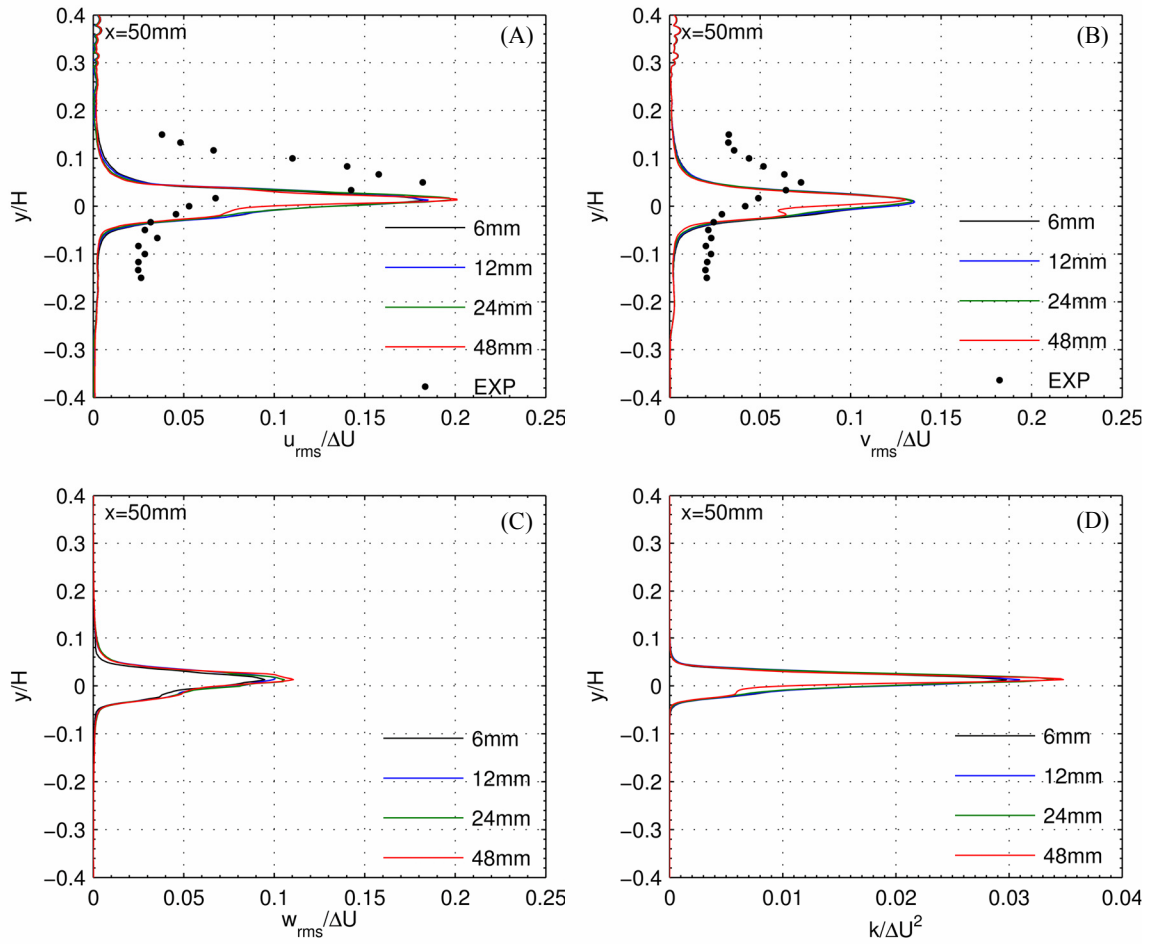 x=50mm (A)
0.4
0.3
0.2
0.1
0
−0.1
−0.2
−0.3
−0.4
y/H
6mm
12mm
24mm
48mm
EXP
0 0.05 0.1 0.15 0.2 0.25
u_rms/ΔU
x=50mm (B)
0.4
0.3
0.2
0.1
0
−0.1
−0.2
−0.3
−0.4
y/H
6mm
12mm
24mm
48mm
EXP
0 0.05 0.1 0.15 0.2 0.25
v_rms/ΔU
x=50mm (C)
0.4
0.3
0.2
0.1
0
−0.1
−0.2
−0.3
−0.4
y/H
6mm
12mm
24mm
48mm
0 0.05 0.1 0.15 0.2 0.25
w_rms/ΔU
x=50mm (D)
0.4
0.3
0.2
0.1
0
−0.1
−0.2
−0.3
−0.4
y/H
6mm
12mm
24mm
48mm
0 0.01 0.02 0.03 0.04
k/ΔU²